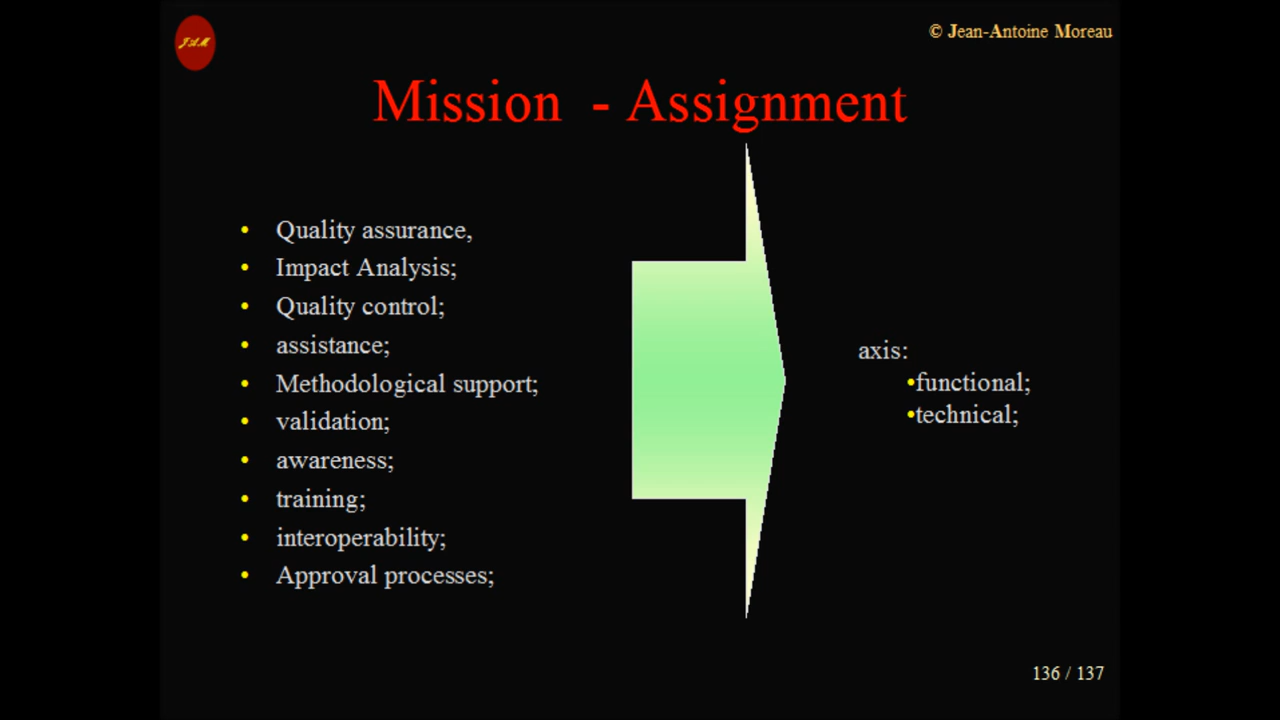 JAM
© Jean-Antoine Moreau
Mission - Assignment
• Quality assurance,
• Impact Analysis;
• Quality control;
• assistance;
• Methodological support;
• validation;
• awareness;
• training;
• interoperability;
• Approval processes;
axis:
•functional;
•technical;
136 / 137